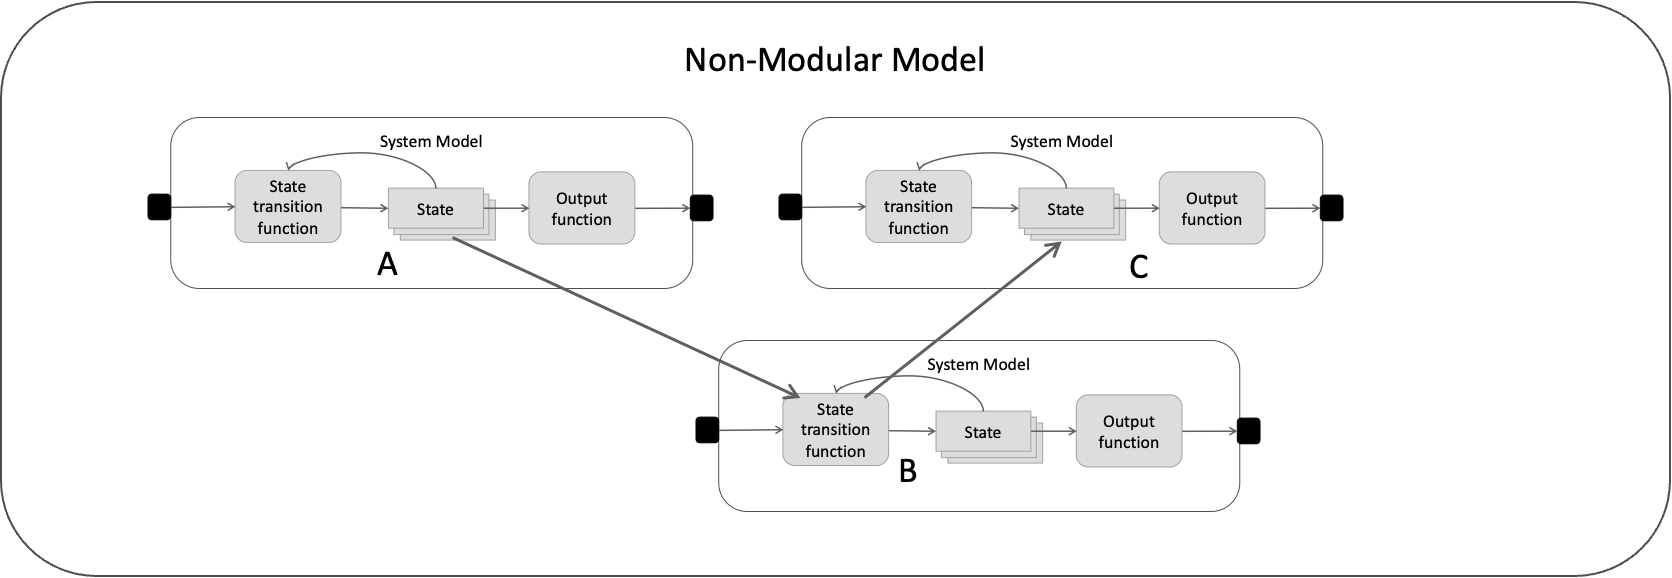 Non-Modular Model
System Model
State
transition
function
State
Output
function
A
System Model
State
transition
function
State
Output
function
C
System Model
State
transition
function
State
Output
function
B